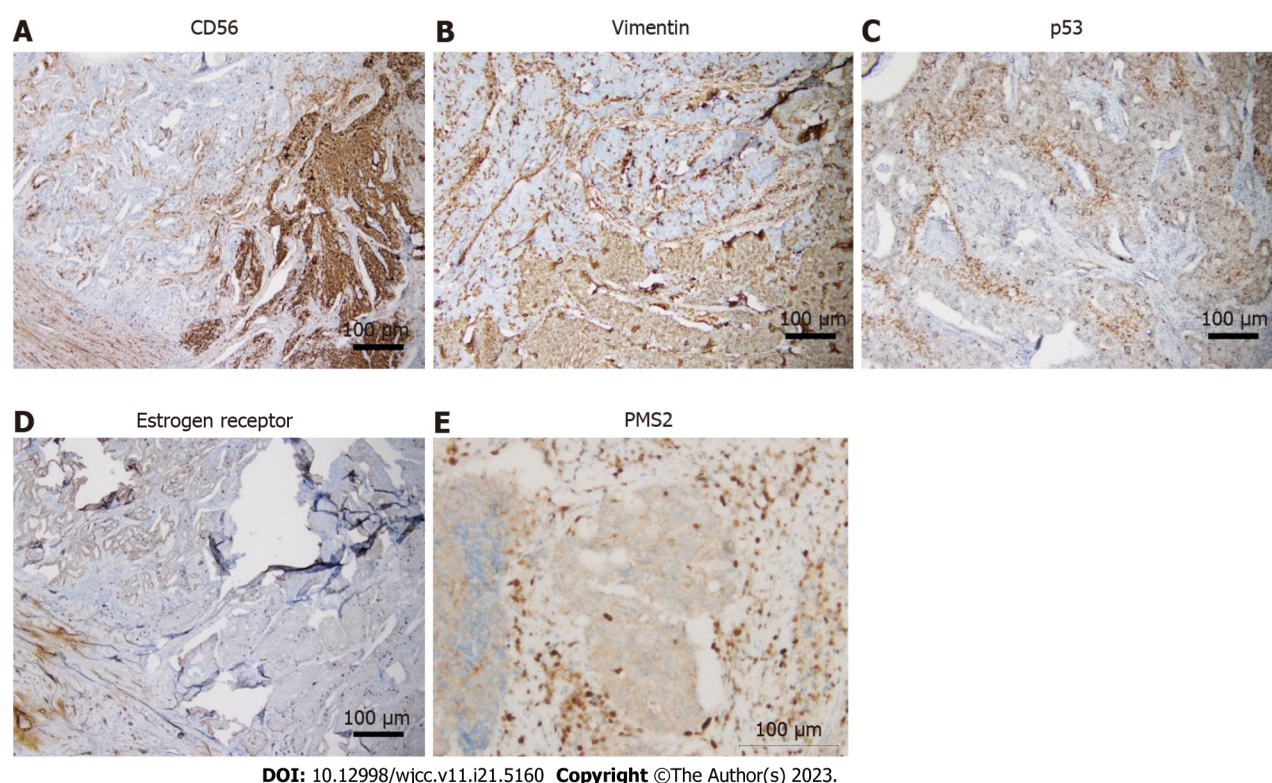 A CD56
B Vimentin
C p53
100 µm
100 µm
100 µm
D Estrogen receptor
E PMS2
100 µm
100 µm
DOI: 10.12998/wjcc.v11.i21.5160 Copyright ©The Author(s) 2023.